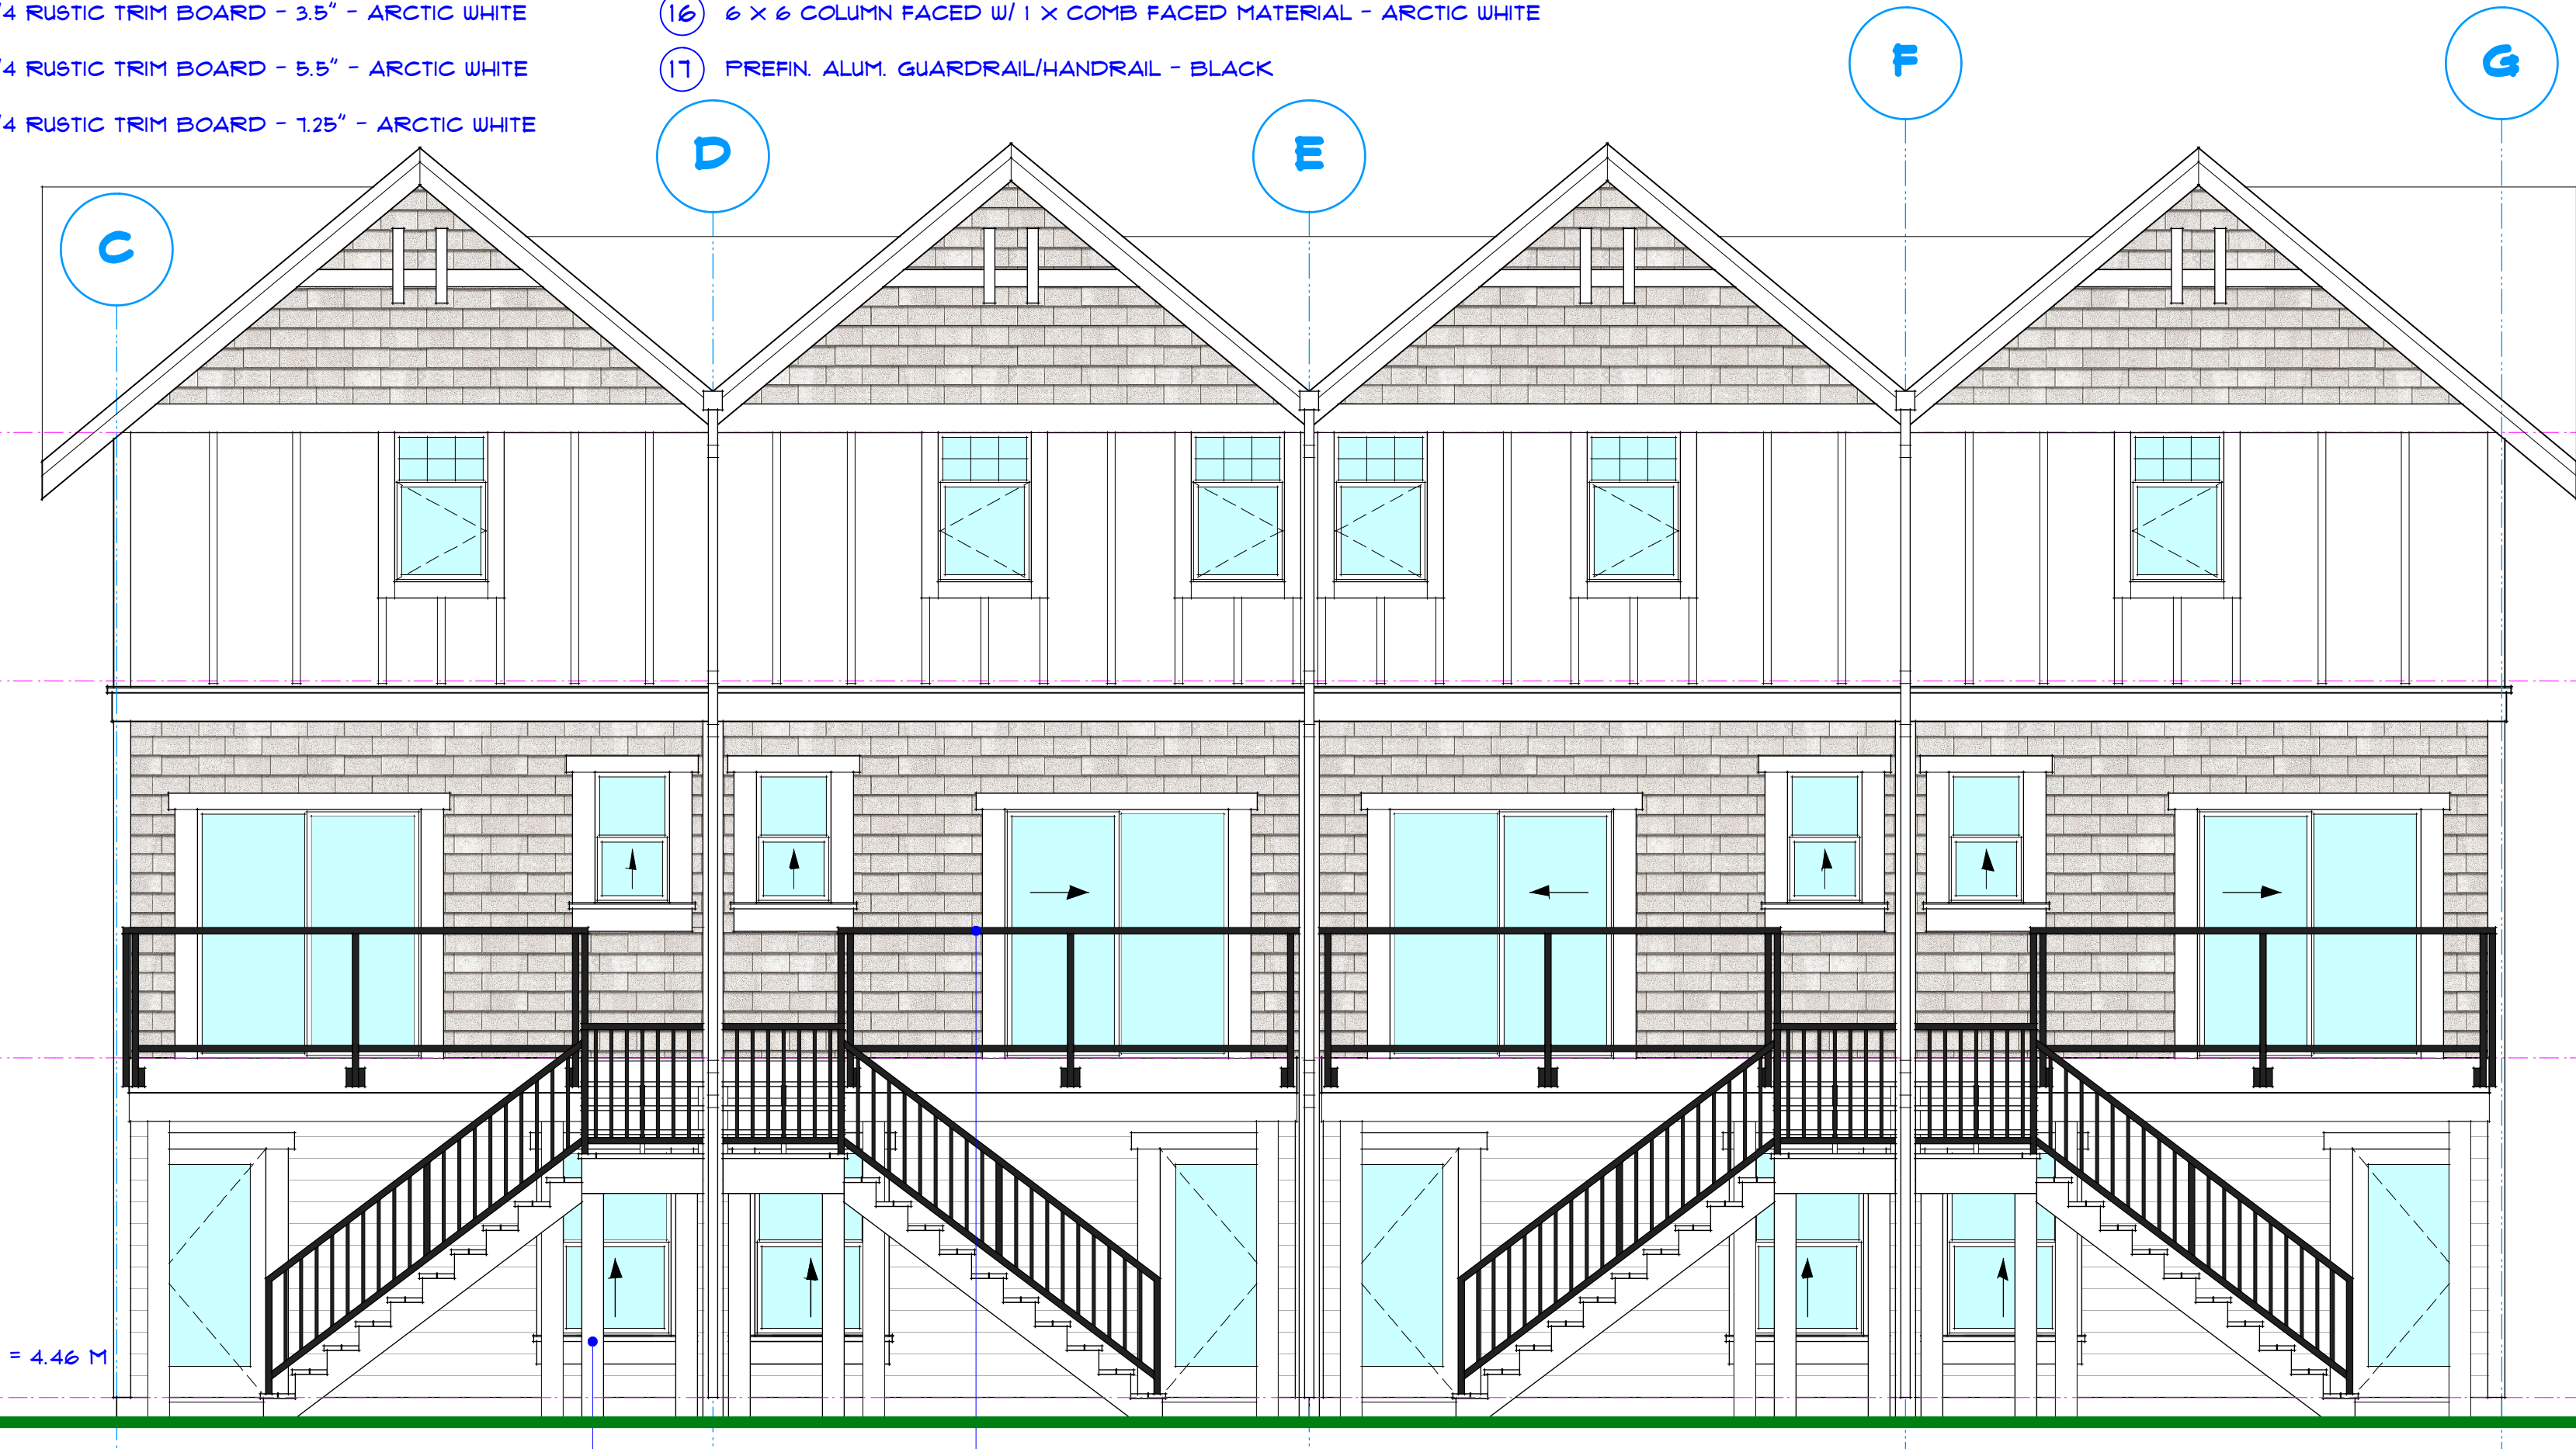 /4 RUSTIC TRIM BOARD - 3.5" - ARCTIC WHITE
/4 RUSTIC TRIM BOARD - 5.5" - ARCTIC WHITE
/4 RUSTIC TRIM BOARD - 7.25" - ARCTIC WHITE
16 6 X 6 COLUMN FACED W/ 1 X COMB FACED MATERIAL - ARCTIC WHITE
17 PREFIN. ALUM. GUARDRAIL/HANDRAIL - BLACK
C
D
E
F
G
= 4.46 M